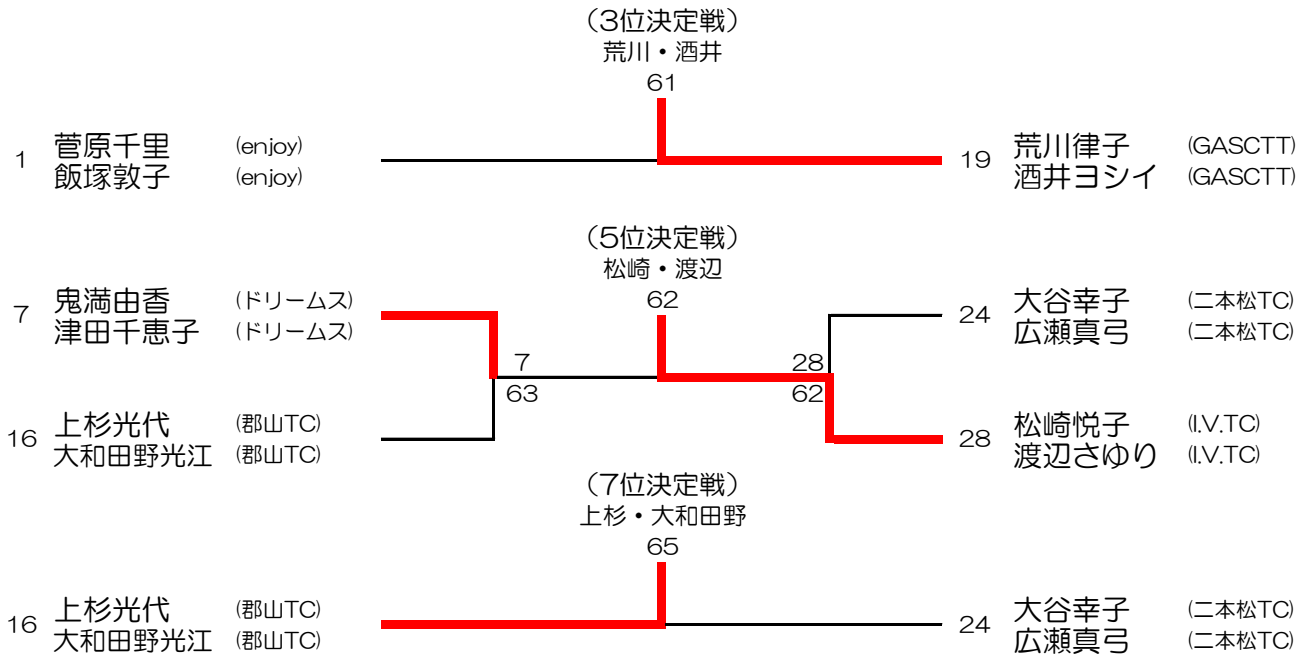 （3位決定戦）
荒川・酒井
61
1 菅原千里 (enjoy)
飯塚敦子 (enjoy)
19 荒川律子 (GASCTT)
酒井ヨシイ (GASCTT)
（5位決定戦）
松崎・渡辺
62
7 鬼満由香 (ドリームス)
津田千恵子 (ドリームス)
24 大谷幸子 (二本松TC)
広瀬真弓 (二本松TC)
7
63
28
62
16 上杉光代 (郡山TC)
大和田野光江 (郡山TC)
28 松崎悦子 (I.V.TC)
渡辺さゆり (I.V.TC)
（7位決定戦）
上杉・大和田野
65
16 上杉光代 (郡山TC)
大和田野光江 (郡山TC)
24 大谷幸子 (二本松TC)
広瀬真弓 (二本松TC)